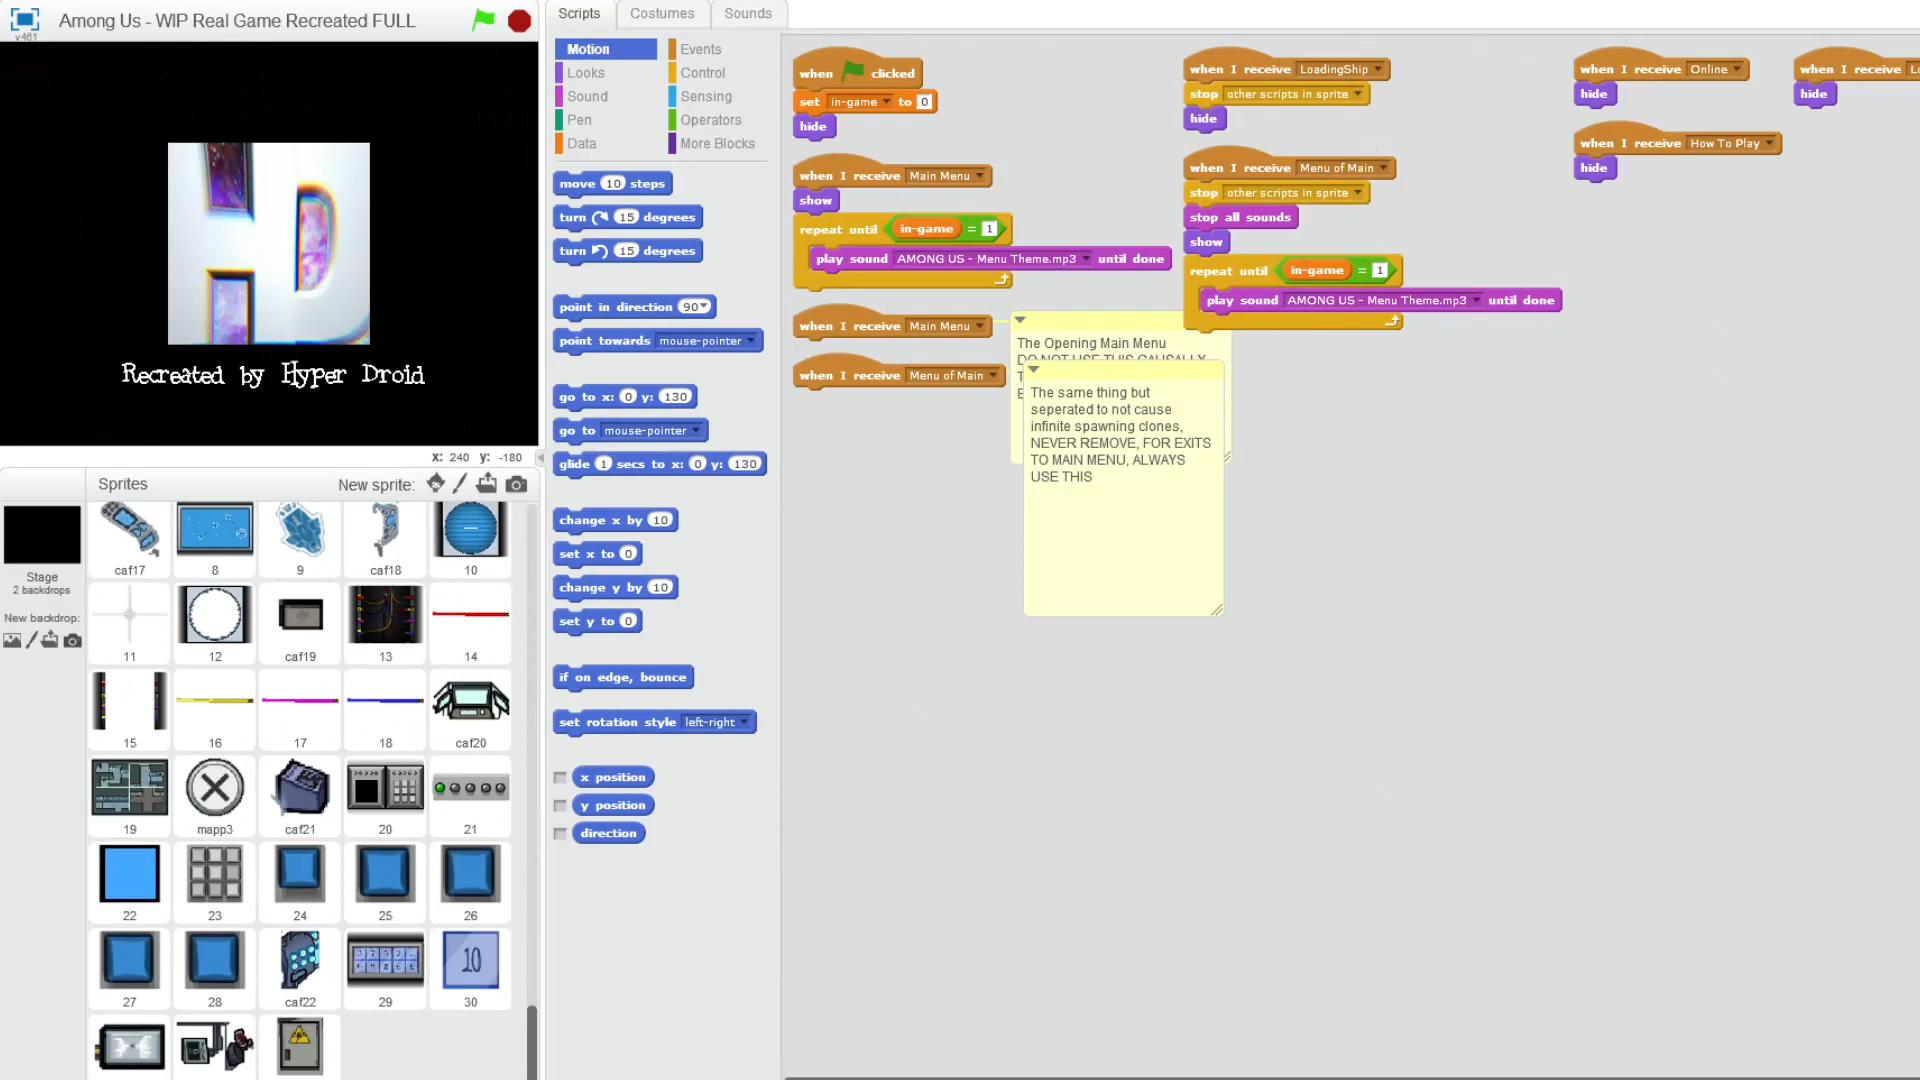 Among Us - WIP Real Game Recreated FULL
v461
Recreated by Hyper Droid
x: 240 y: -180
Sprites
New sprite:
Stage
2 backdrops
New backdrop:
caf17
8
9
caf18
10
11
12
caf19
13
14
15
16
17
18
caf20
19
mapp3
caf21
20
21
22
23
24
25
26
27
28
caf22
29
10
30
Scripts
Costumes
Sounds
Motion
Events
Looks
Control
Sound
Sensing
Pen
Operators
Data
More Blocks
move 10 steps
turn 15 degrees
turn 15 degrees
point in direction 90
point towards mouse-pointer
go to x: 0 y: 130
go to mouse-pointer
glide 1 secs to x: 0 y: 130
change x by 10
set x to 0
change y by 10
set y to 0
if on edge, bounce
set rotation style left-right
x position
y position
direction
when clicked
set in-game to 0
hide
when I receive Main Menu
show
repeat until in-game = 1
play sound AMONG US - Menu Theme.mp3 until done
when I receive Main Menu
when I receive Menu of Main
The Opening Main Menu
DO NOT USE THIS CAUSALLY
The same thing but
seperated to not cause
infinite spawning clones,
NEVER REMOVE, FOR EXITS
TO MAIN MENU, ALWAYS
USE THIS
when I receive LoadingShip
stop other scripts in sprite
hide
when I receive Menu of Main
stop other scripts in sprite
stop all sounds
show
repeat until in-game = 1
play sound AMONG US - Menu Theme.mp3 until done
when I receive Online
hide
when I receive How To Play
hide
when I receive
hide